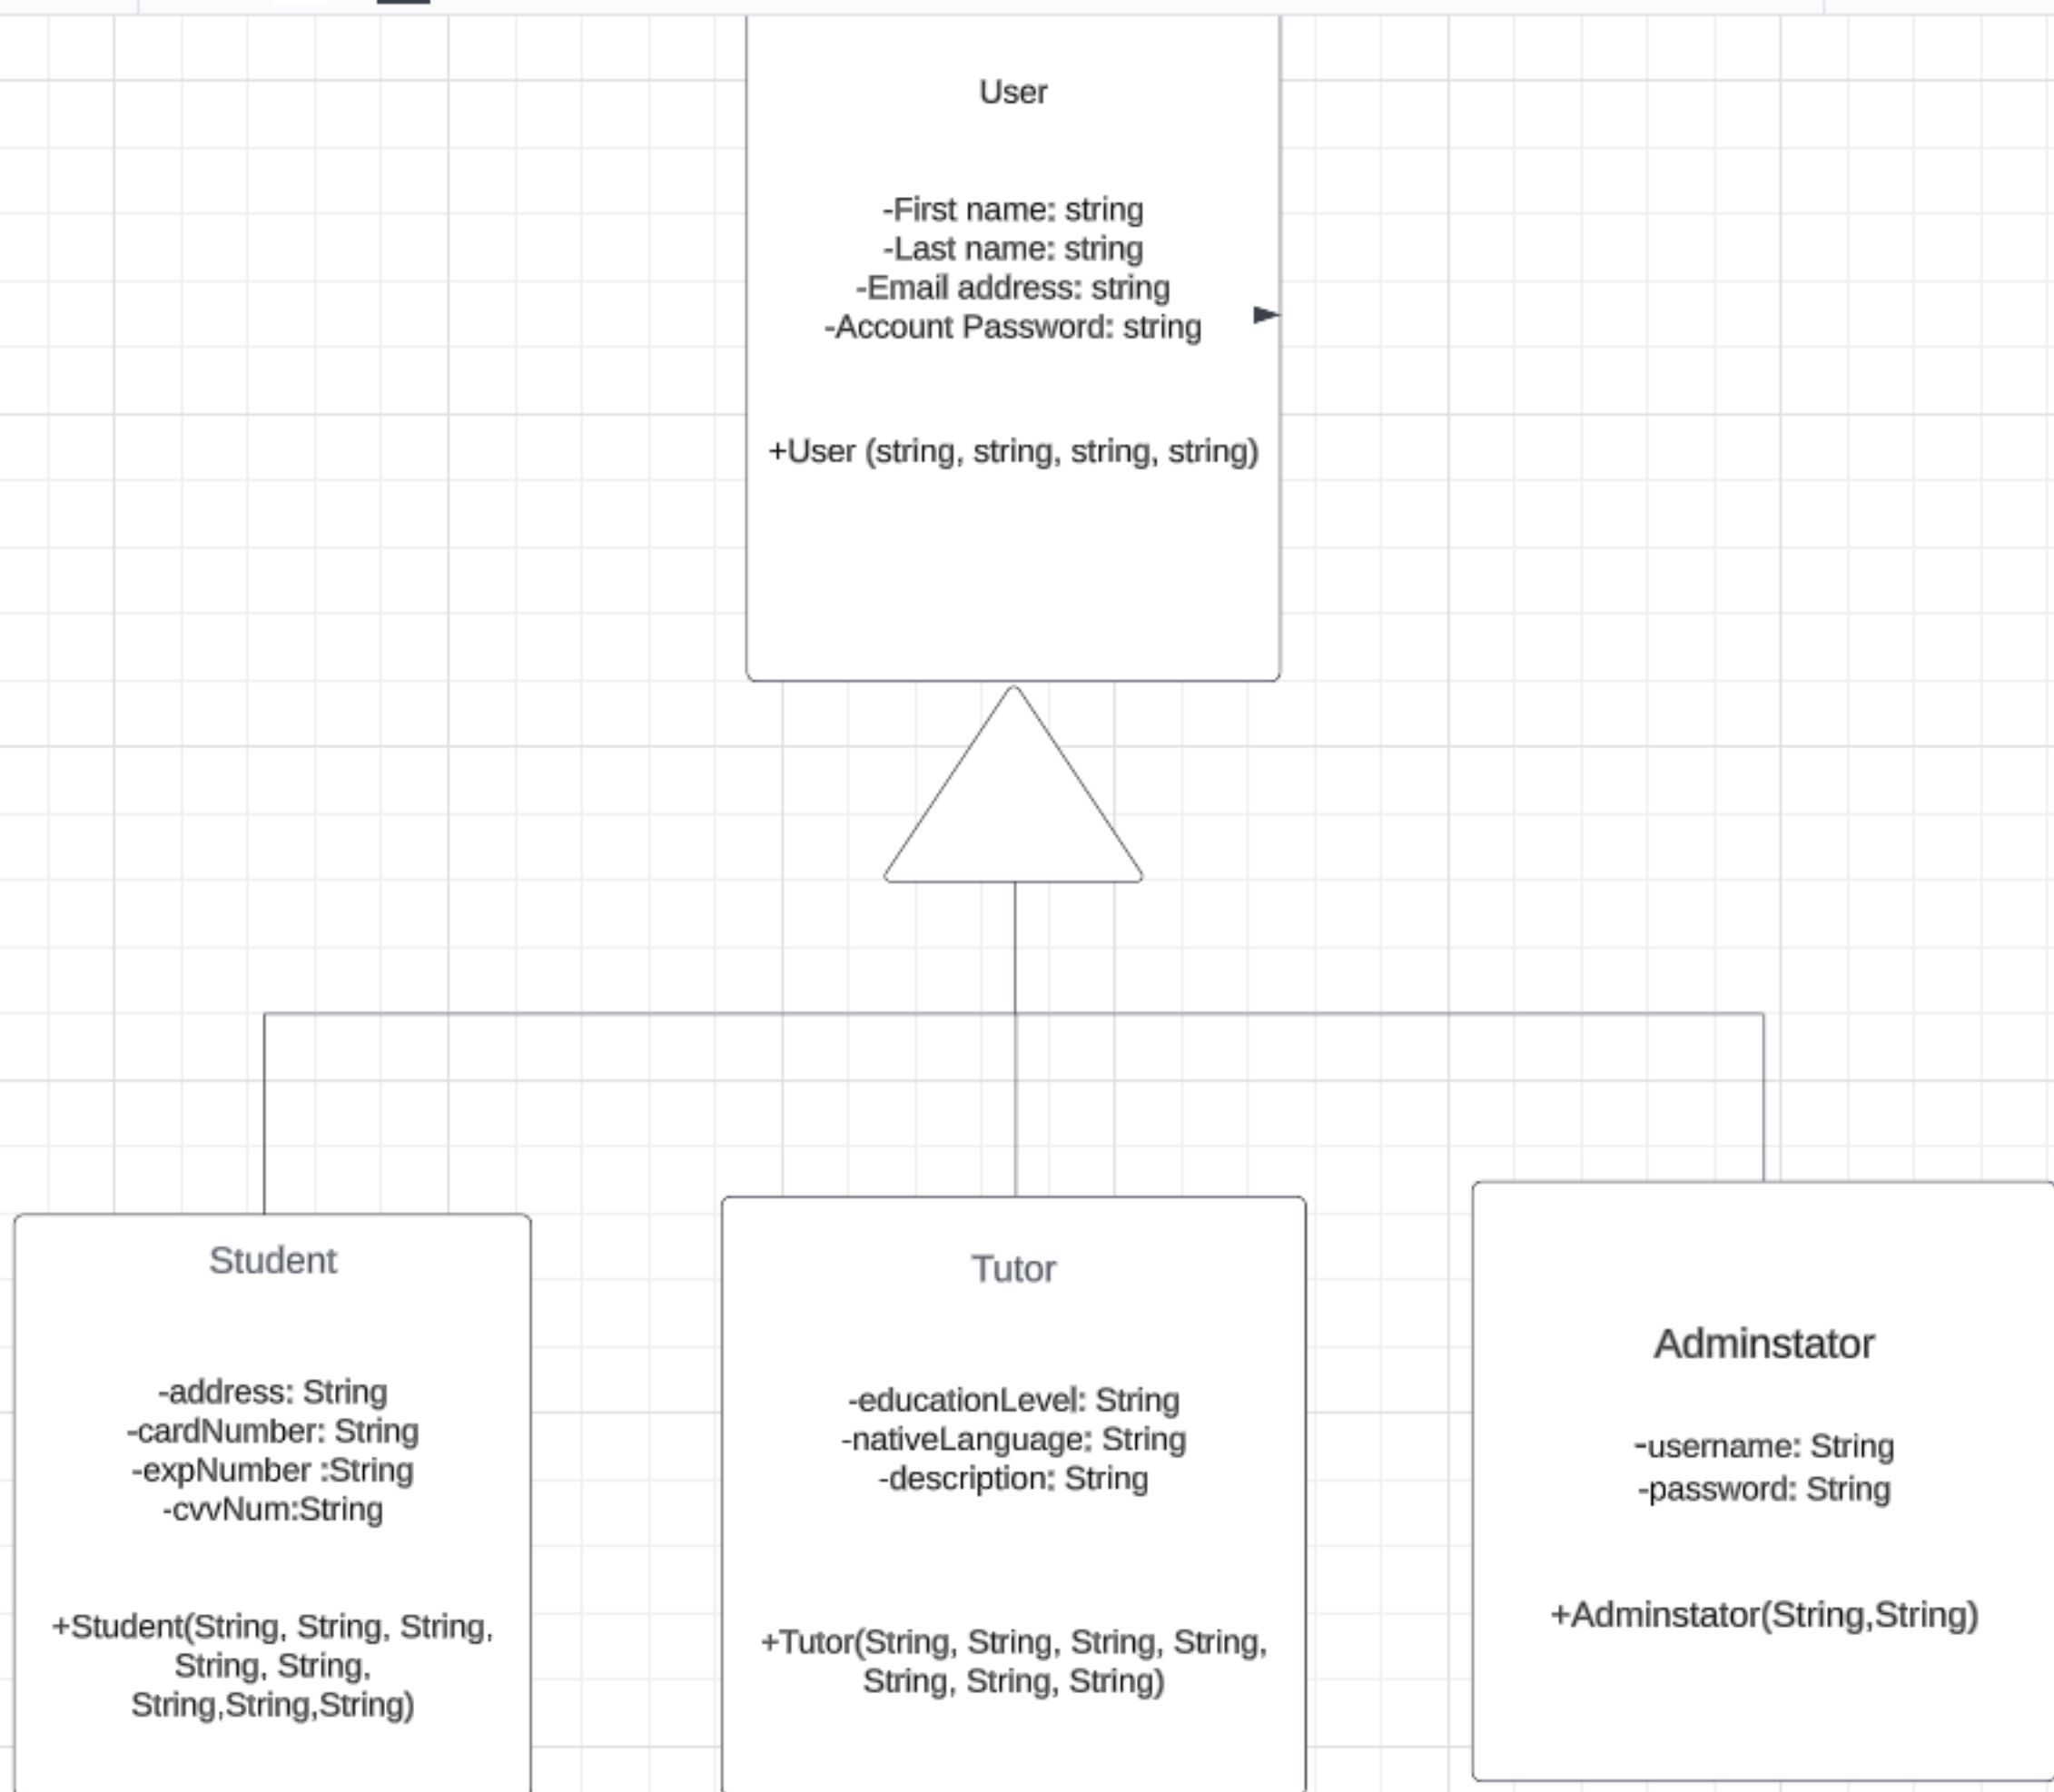 User
-First name: string
-Last name: string
-Email address: string
-Account Password: string
+User (string, string, string, string)
Student
-address: String
-cardNumber: String
-expNumber :String
-cvvNum:String
+Student(String, String, String,
String, String,
String,String,String)
Tutor
-educationLevel: String
-nativeLanguage: String
-description: String
+Tutor(String, String, String, String,
String, String, String)
Adminstator
-username: String
-password: String
+Adminstator(String,String)